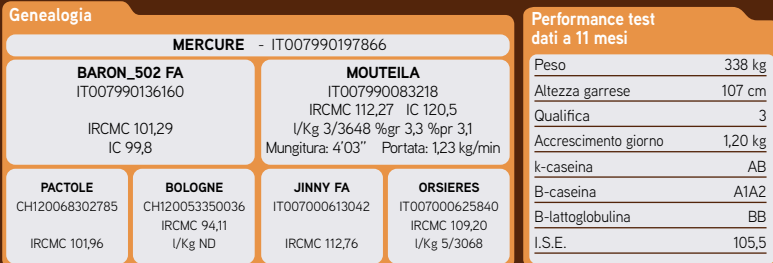 Genealogia
MERCURE - IT007990197866
BARON_502 FA
IT007990136160
IRCMC 101,29
IC 99,8
MOUTEILA
IT007990083218
IRCMC 112,27 IC 120,5
l/Kg 3/3648 %gr 3,3 %pr 3,1
Mungitura: 4’03’’ Portata: 1,23 kg/min
PACTOLE
CH120068302785
IRCMC 101,96
BOLOGNE
CH120053350036
IRCMC 94,11
l/Kg ND
JINNY FA
IT007000613042
IRCMC 112,76
ORSIERES
IT007000625840
IRCMC 109,20
l/Kg 5/3068
Performance test
dati a 11 mesi
Peso 338 kg
Altezza garrese 107 cm
Qualifica 3
Accrescimento giorno 1,20 kg
k-caseina AB
B-caseina A1A2
B-lattoglobulina BB
I.S.E. 105,5